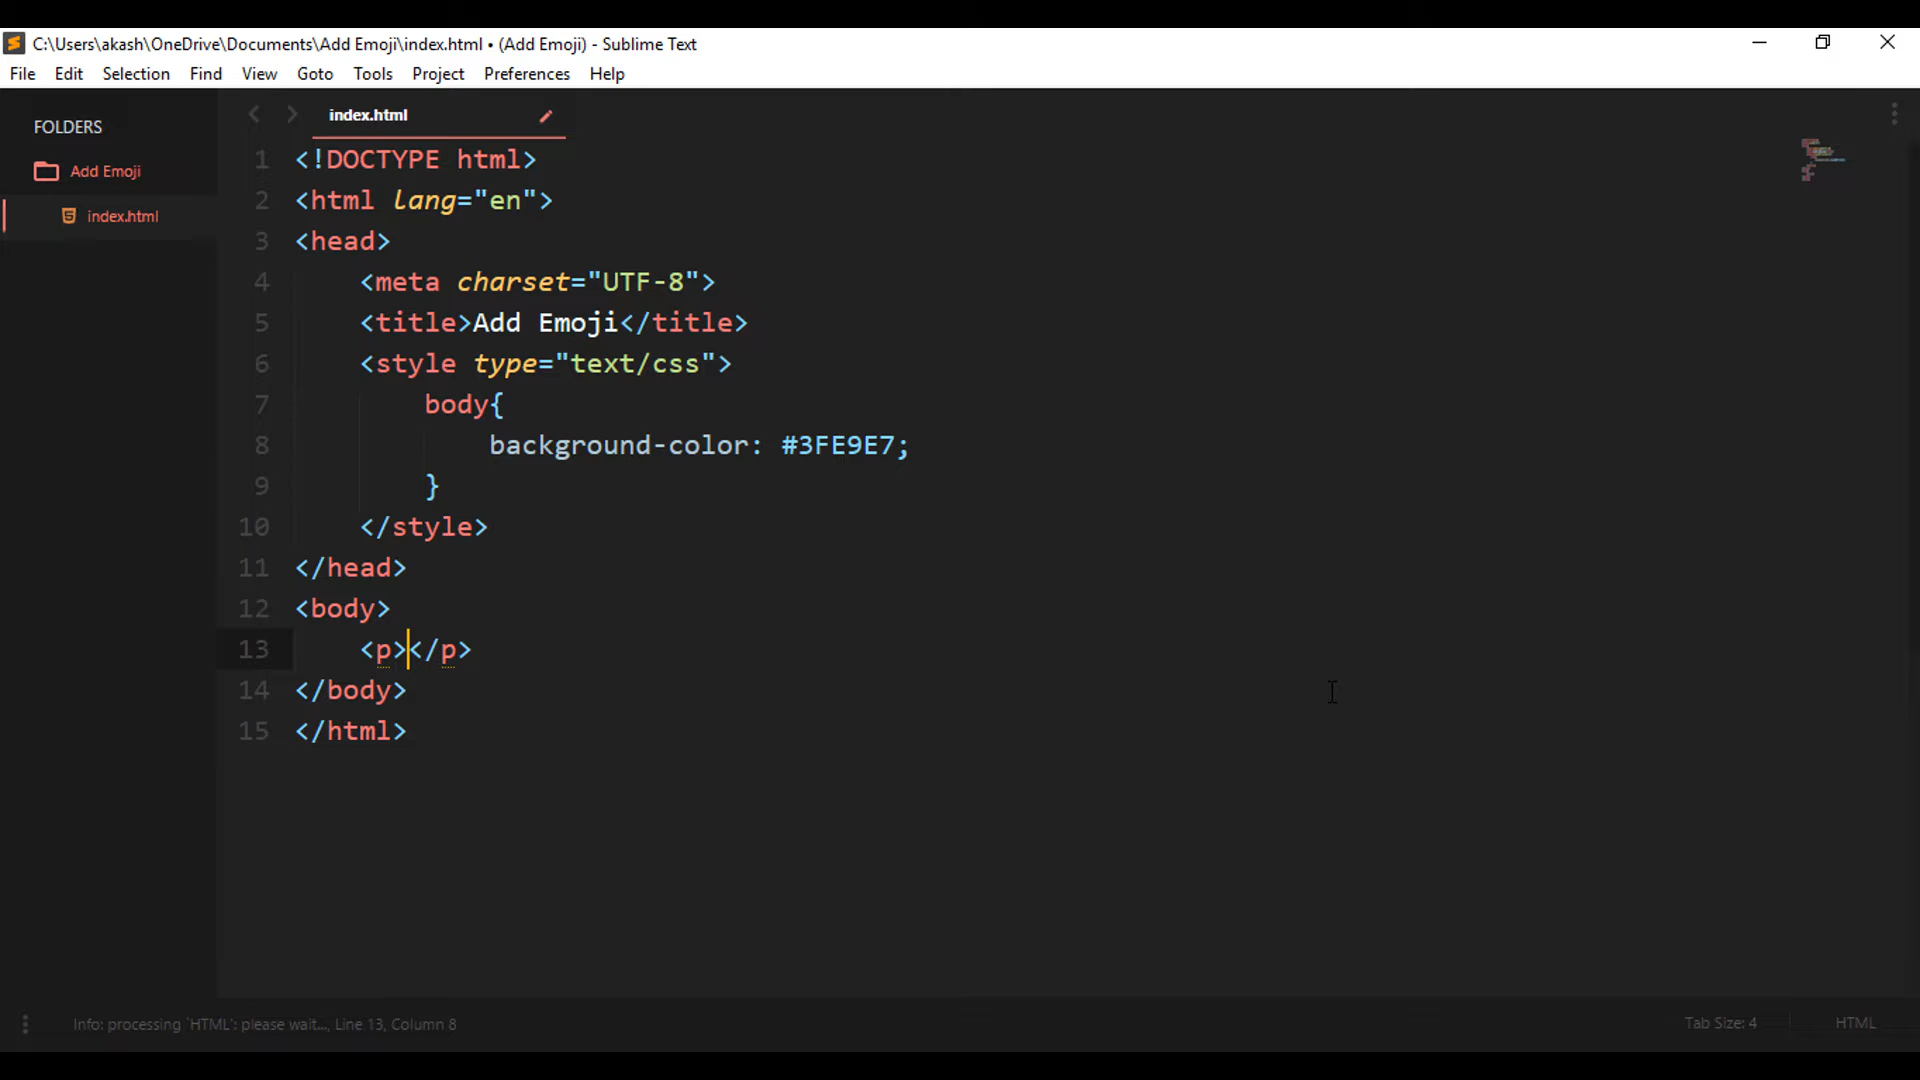 C:\Users\akash\OneDrive\Documents\Add Emoji\index.html • (Add Emoji) - Sublime Text
File Edit Selection Find View Goto Tools Project Preferences Help
FOLDERS
Add Emoji
index.html
index.html
1 <!DOCTYPE html>
2 <html lang="en">
3 <head>
4 <meta charset="UTF-8">
5 <title>Add Emoji</title>
6 <style type="text/css">
7 body{
8 background-color: #3FE9E7;
9 }
10 </style>
11 </head>
12 <body>
13 <p></p>
14 </body>
15 </html>
Info: processing `HTML': please wait..., Line 13, Column 8
Tab Size: 4
HTML